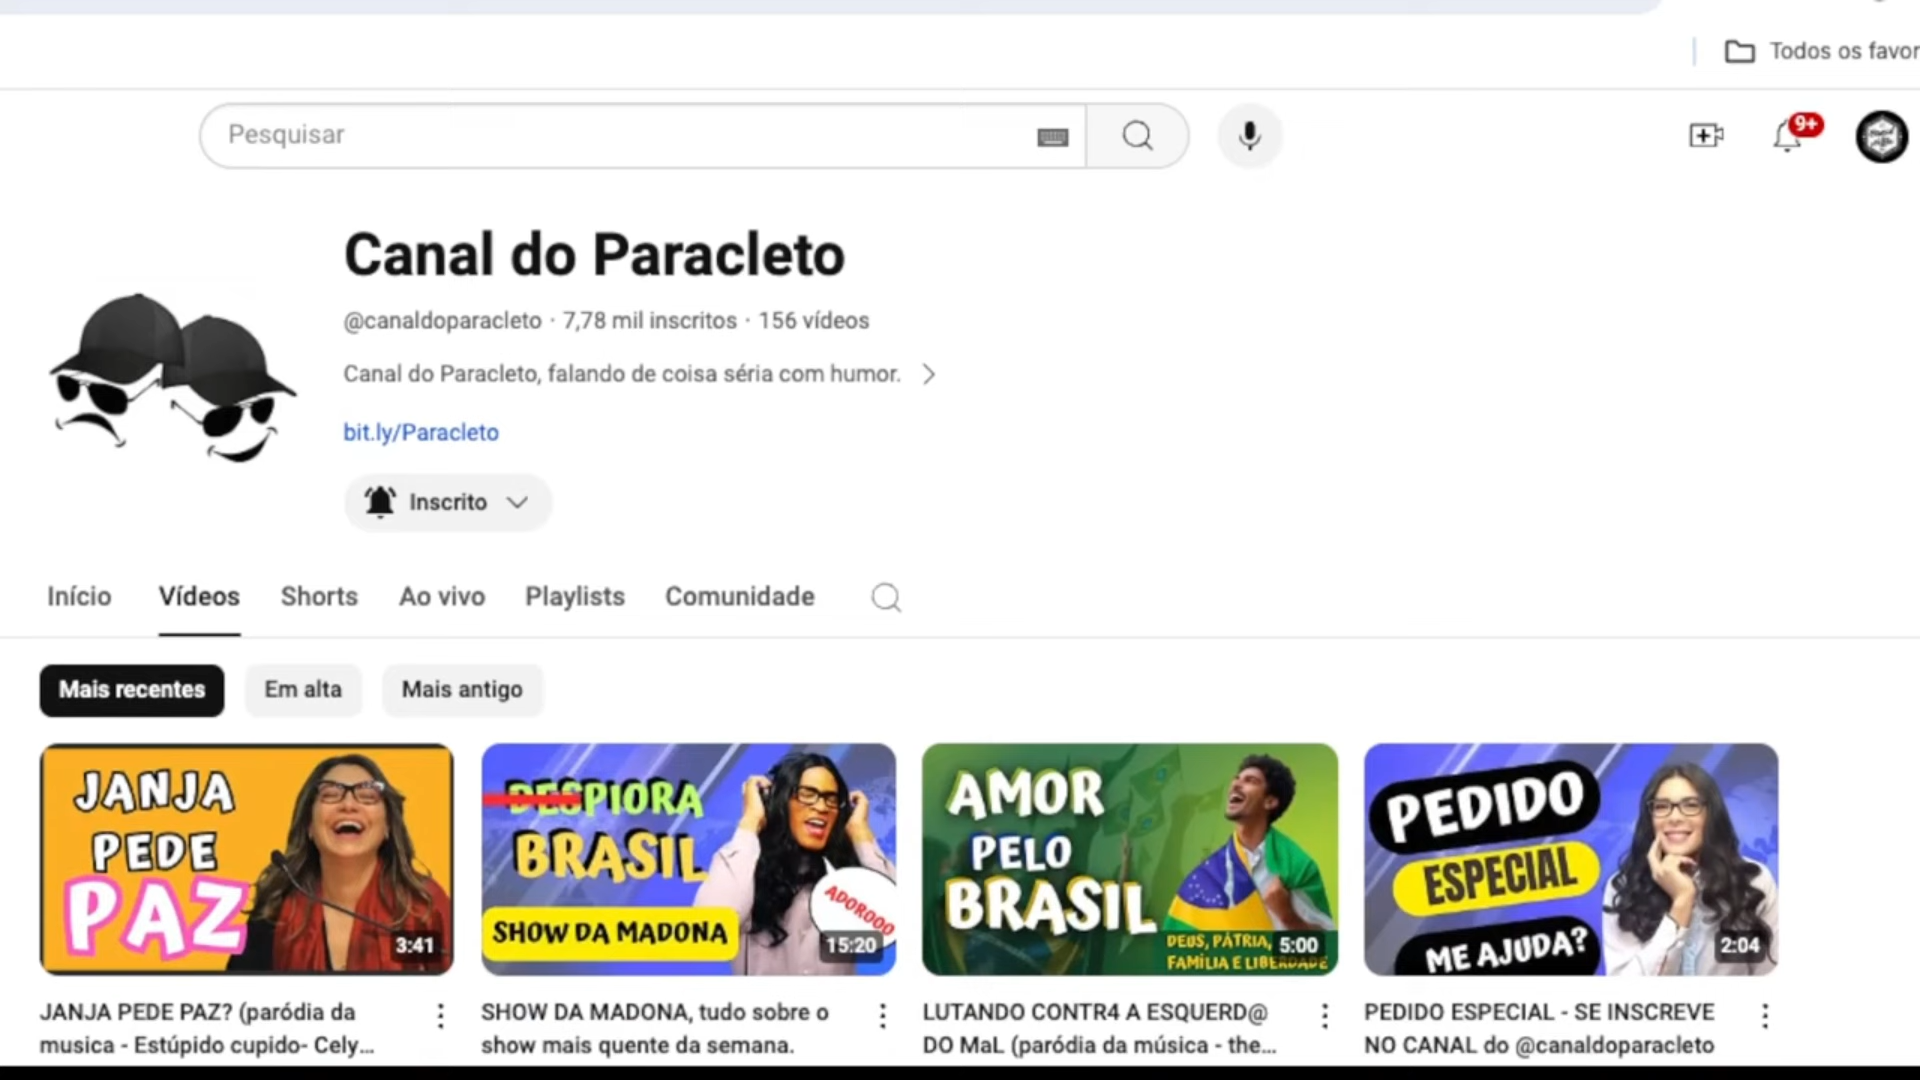 Todos os favor
Pesquisar
9+
Canal do Paracleto
@canaldoparacleto · 7,78 mil inscritos · 156 vídeos
Canal do Paracleto, falando de coisa séria com humor.
bit.ly/Paracleto
Inscrito
Início Vídeos Shorts Ao vivo Playlists Comunidade
Mais recentes Em alta Mais antigo
JANJA
PEDE
PAZ
3:41
DESPIORA
BRASIL
SHOW DA MADONA
ADOROOO
15:20
AMOR
PELO
BRASIL
DEUS, PÁTRIA,
FAMÍLIA E LIBERDADE
5:00
PEDIDO
ESPECIAL
ME AJUDA?
2:04
JANJA PEDE PAZ? (paródia da
musica - Estúpido cupido- Cely...
SHOW DA MADONA, tudo sobre o
show mais quente da semana.
LUTANDO CONTR4 A ESQUERD@
DO MaL (paródia da música - the...
PEDIDO ESPECIAL - SE INSCREVE
NO CANAL do @canaldoparacleto